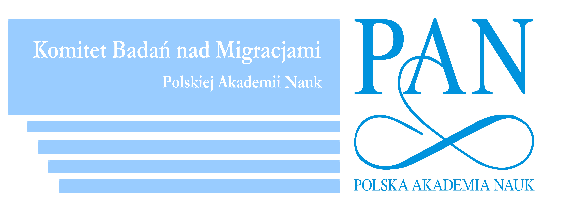 Komitet Badań nad Migracjami
Polskiej Akademii Nauk
PAN
POLSKA AKADEMIA NAUK